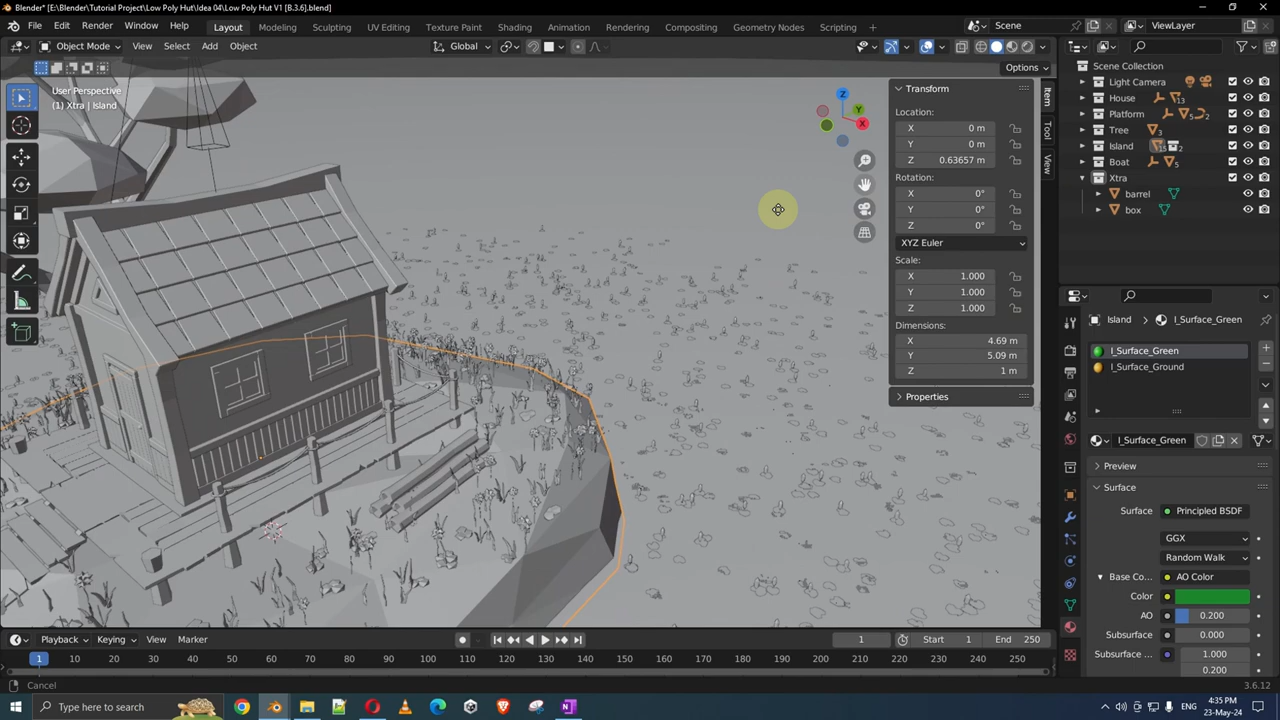 Blender* [E:\Blender\Tutorial Project\Low Poly Hut\Idea 04\Low Poly Hut V1 [B.3.6].blend]
File Edit Render Window Help Layout Modeling Sculpting UV Editing Texture Paint Shading Animation Rendering Compositing Geometry Nodes Scripting Scene ViewLayer
Object Mode View Select Add Object Global
Options
User Perspective
(1) Xtra | Island
Z
Y
X
Transform
Location:
X 0 m
Y 0 m
Z 0.63657 m
Rotation:
X 0°
Y 0°
Z 0°
XYZ Euler
Scale:
X 1.000
Y 1.000
Z 1.000
Dimensions:
X 4.69 m
Y 5.09 m
Z 1 m
Properties
Item
Tool
View
Scene Collection
Light Camera
House 13
Platform 5 2
Tree 3
Island 15 2
Boat 5
Xtra
barrel
box
Island I_Surface_Green
I_Surface_Green
I_Surface_Ground
I_Surface_Green
Preview
Surface
Surface Principled BSDF
GGX
Random Walk
Base Co... AO Color
Color
AO 0.200
Subsurface 0.000
Subsurface ... 1.000
0.200
Playback Keying View Marker 1 Start 1 End 250
1 10 20 30 40 50 60 70 80 90 100 110 120 130 140 150 160 170 180 190 200 210 220 230 240 250
Cancel 3.6.12
Type here to search
ENG 4:35 PM
23-May-24